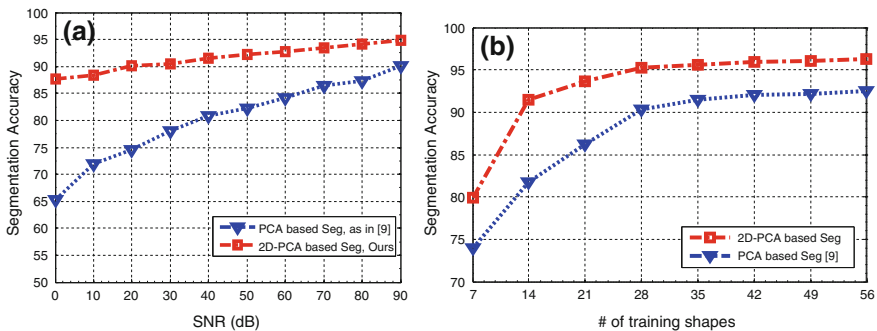 (a)
Segmentation Accuracy
100
95
90
85
80
75
70
65
60
55
50
0 10 20 30 40 50 60 70 80 90
SNR (dB)
PCA based Seg, as in [9]
2D-PCA based Seg, Ours
(b)
Segmentation Accuracy
100
95
90
85
80
75
70
7 14 21 28 35 42 49 56
# of training shapes
2D-PCA based Seg
PCA based Seg [9]